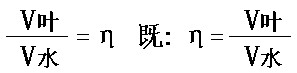 V叶/V水 = η 既: η = V叶/V水